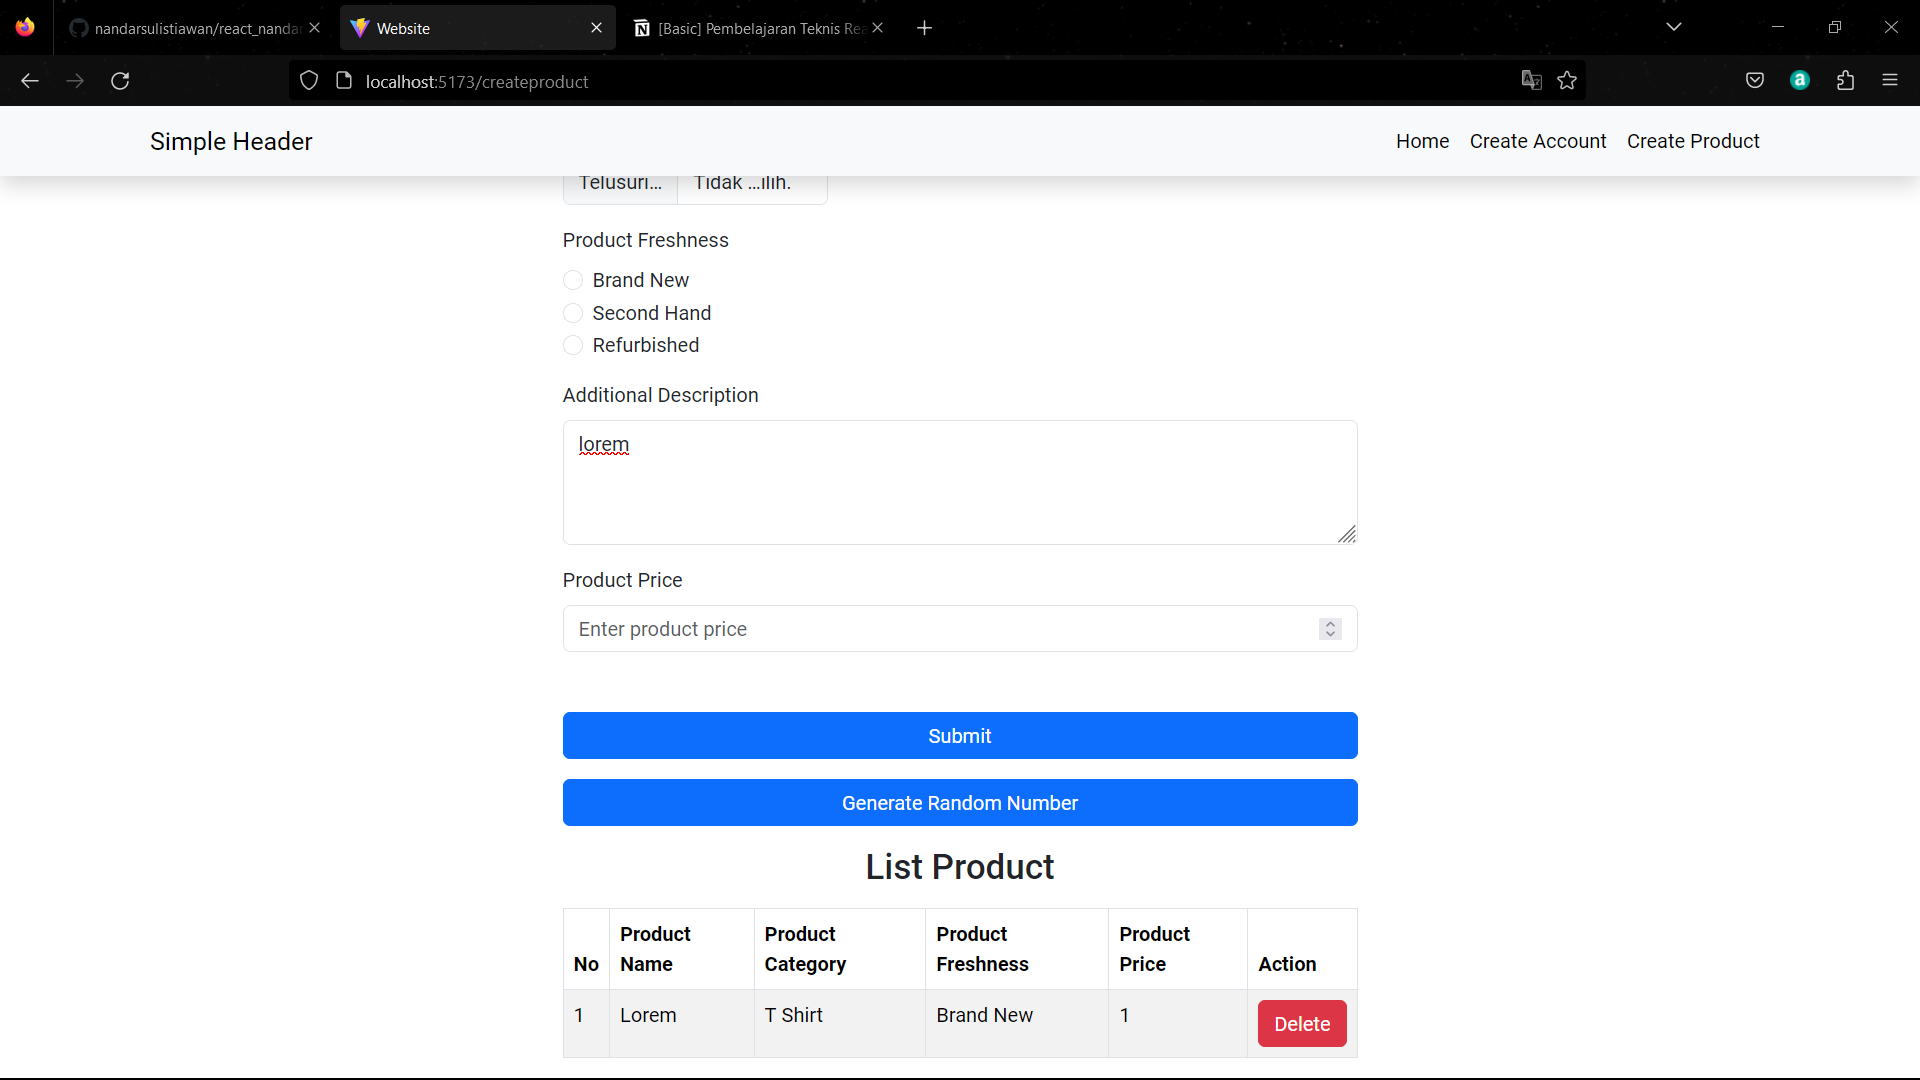 nandarsulistiawan/react_nanda
Website
[Basic] Pembelajaran Teknis Rea
localhost:5173/createproduct
Simple Header
Home
Create Account
Create Product
Telusuri...
Tidak ...ilih.
Product Freshness
Brand New
Second Hand
Refurbished
Additional Description
lorem
Product Price
Enter product price
Submit
Generate Random Number
List Product
No
Product Name
Product Category
Product Freshness
Product Price
Action
1
Lorem
T Shirt
Brand New
1
Delete